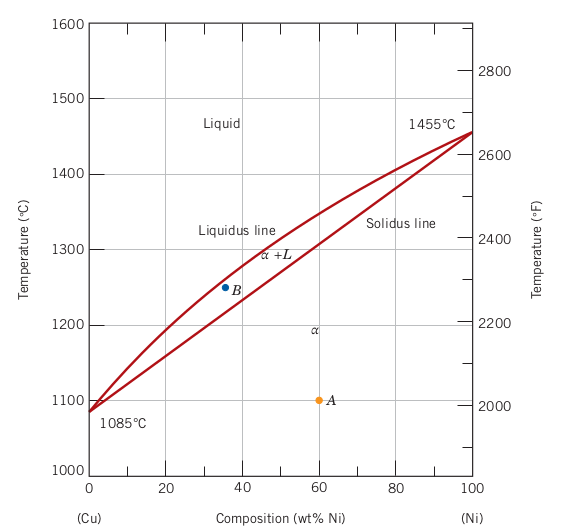 1600
1500
1400
1300
1200
1100
1000
Temperature (°C)
2800
2600
2400
2200
2000
Temperature (°F)
Liquid
1455°C
Liquidus line
Solidus line
α +L
B
α
A
1085°C
0
20
40
60
80
100
(Cu)
Composition (wt% Ni)
(Ni)